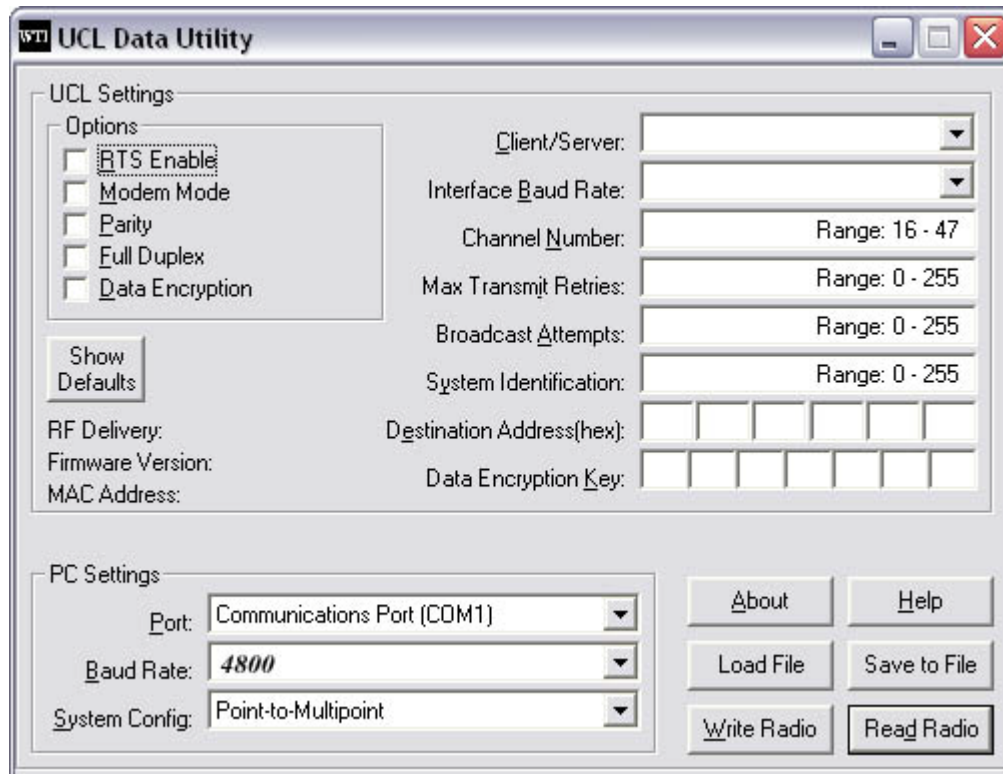 WTI UCL Data Utility
UCL Settings
Options
RTS Enable
Modem Mode
Parity
Full Duplex
Data Encryption
Show
Defaults
RF Delivery:
Firmware Version:
MAC Address:
Client/Server:
Interface Baud Rate:
Channel Number: Range: 16 - 47
Max Transmit Retries: Range: 0 - 255
Broadcast Attempts: Range: 0 - 255
System Identification: Range: 0 - 255
Destination Address(hex):
Data Encryption Key:
PC Settings
Port: Communications Port (COM1)
Baud Rate: 4800
System Config: Point-to-Multipoint
About Help
Load File Save to File
Write Radio Read Radio